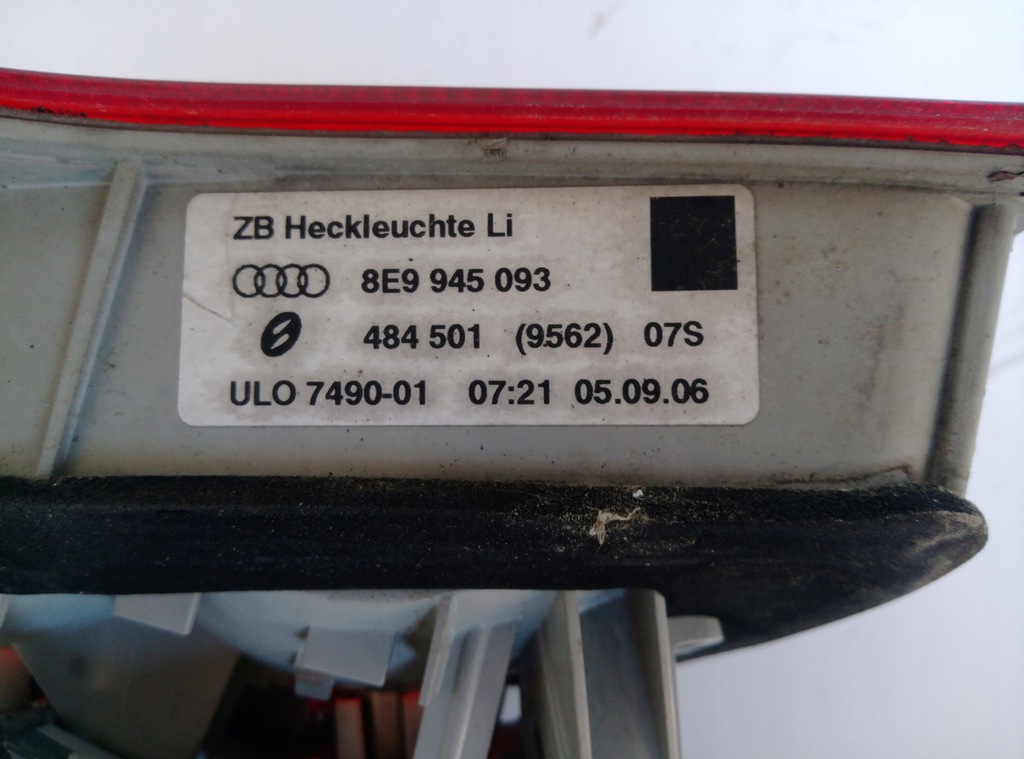 ZB Heckleuchte Li
8E9 945 093
484 501 (9562) 07S
ULO 7490-01 07:21 05.09.06